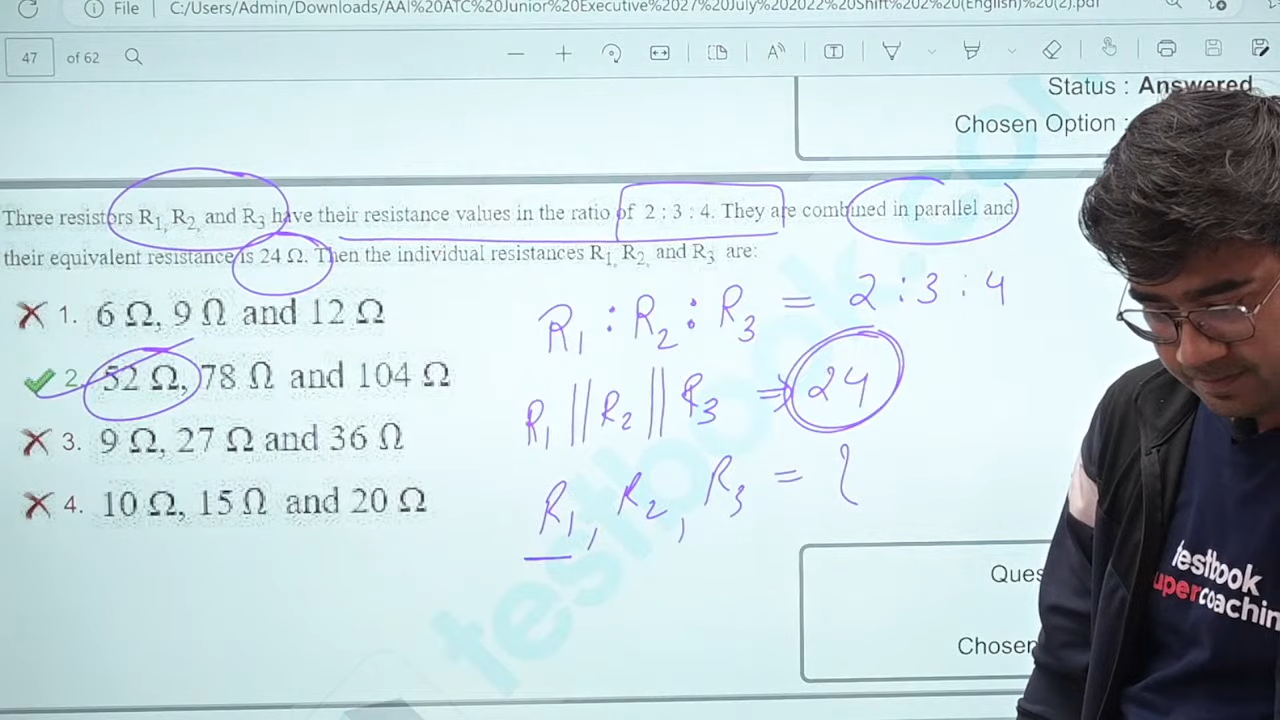 File
C:/Users/Admin/Downloads/AAI%20ATC%20Junior%20Executive%2027%20July%202022%20Shift%202%20(English)%20(2).pdf
47 of 62
Status : Answered
Chosen Option :
Three resistors R1, R2, and R3 have their resistance values in the ratio of 2 : 3 : 4. They are combined in parallel and
their equivalent resistance is 24 Ω. Then the individual resistances R1, R2, and R3 are:
1. 6 Ω, 9 Ω and 12 Ω
2. 52 Ω, 78 Ω and 104 Ω
3. 9 Ω, 27 Ω and 36 Ω
4. 10 Ω, 15 Ω and 20 Ω
R1 : R2 : R3 = 2 : 3 : 4
R1 || R2 || R3 ⇒ 24
R1, R2, R3 = ?
Ques
Chosen
testbook
supercoaching
testbook.co